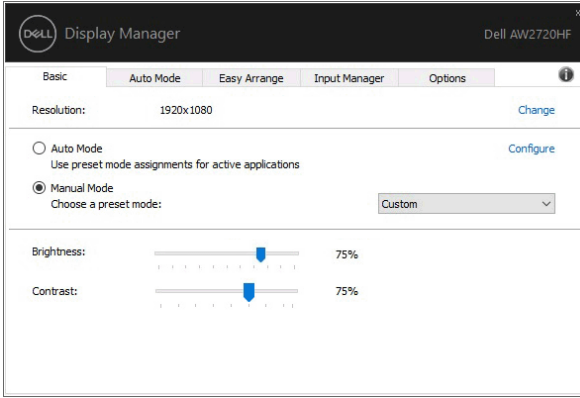 DELL Display Manager Dell AW2720HF
Basic Auto Mode Easy Arrange Input Manager Options
Resolution: 1920x1080 Change
Auto Mode Configure
Use preset mode assignments for active applications
Manual Mode
Choose a preset mode: Custom
Brightness: 75%
Contrast: 75%